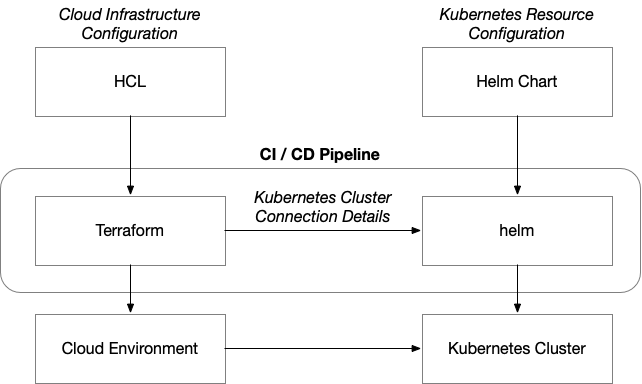 Cloud Infrastructure
Configuration
Kubernetes Resource
Configuration
HCL
Helm Chart
CI / CD Pipeline
Kubernetes Cluster
Connection Details
Terraform
helm
Cloud Environment
Kubernetes Cluster